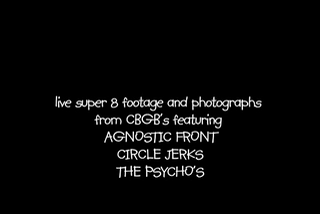 live super 8 footage and photographs
from CBGB's featuring
AGNOSTIC FRONT
CIRCLE JERKS
THE PSYCHO'S